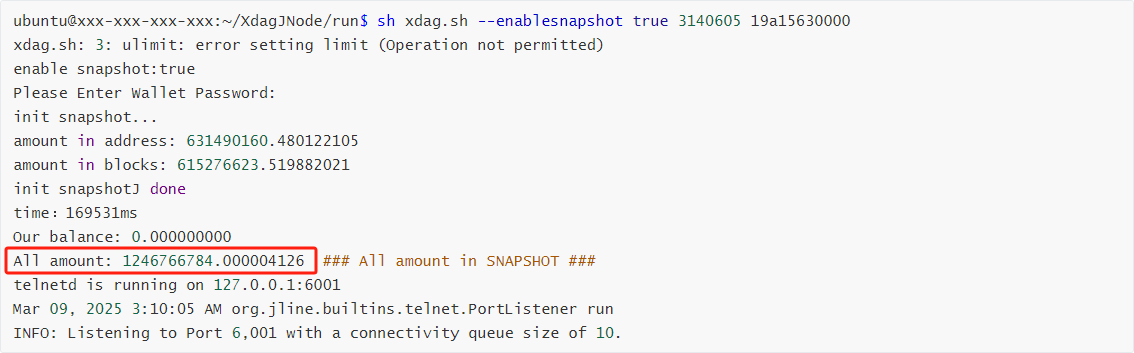 ubuntu@xxx-xxx-xxx-xxx:~/XdagJNode/run$ sh xdag.sh --enablesnapshot true 3140605 19a15630000
xdag.sh: 3: ulimit: error setting limit (Operation not permitted)
enable snapshot:true
Please Enter Wallet Password:
init snapshot...
amount in address: 631490160.480122105
amount in blocks: 615276623.519882021
init snapshotJ done
time：169531ms
Our balance: 0.000000000
All amount: 1246766784.000004126 ### All amount in SNAPSHOT ###
telnetd is running on 127.0.0.1:6001
Mar 09, 2025 3:10:05 AM org.jline.builtins.telnet.PortListener run
INFO: Listening to Port 6,001 with a connectivity queue size of 10.